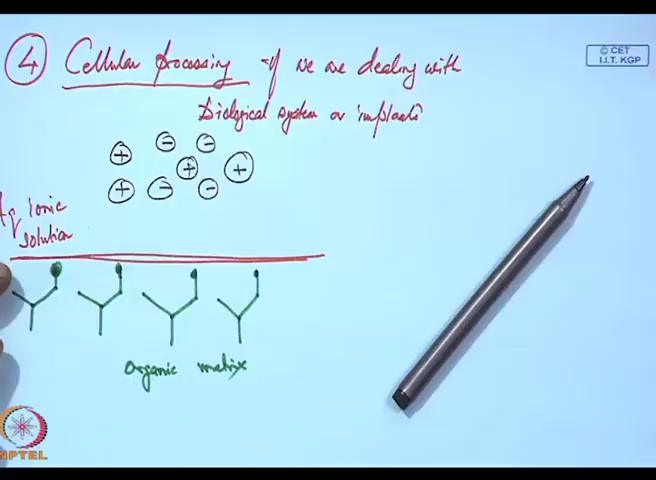 4 Cellular processing if we are dealing with
Biological system or implants
© CET
I.I.T. KGP
+ - -
+ +
+ - -
Aq ionic
solution
Organic matrix
NPTEL